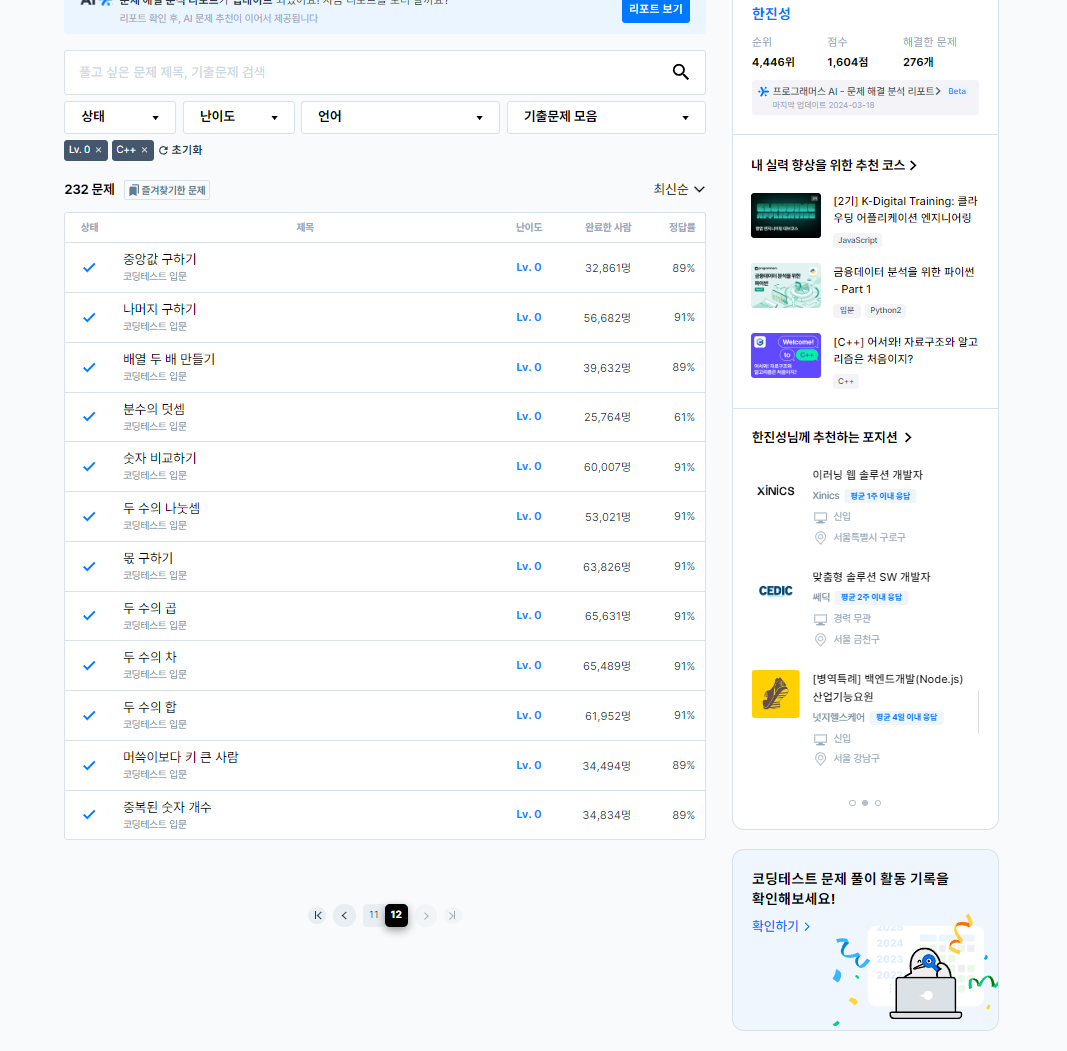 리포트 확인 후, AI 문제 추천이 이어서 제공됩니다
리포트 보기
풀고 싶은 문제 제목, 기출문제 검색
상태
난이도
언어
기출문제 모음
Lv. 0 ×
C++ ×
초기화
232 문제
즐겨찾기한 문제
최신순
상태 제목 난이도 완료한 사람 정답률
중앙값 구하기
코딩테스트 입문
Lv. 0 32,861명 89%
나머지 구하기
코딩테스트 입문
Lv. 0 56,682명 91%
배열 두 배 만들기
코딩테스트 입문
Lv. 0 39,632명 89%
분수의 덧셈
코딩테스트 입문
Lv. 0 25,764명 61%
숫자 비교하기
코딩테스트 입문
Lv. 0 60,007명 91%
두 수의 나눗셈
코딩테스트 입문
Lv. 0 53,021명 91%
몫 구하기
코딩테스트 입문
Lv. 0 63,826명 91%
두 수의 곱
코딩테스트 입문
Lv. 0 65,631명 91%
두 수의 차
코딩테스트 입문
Lv. 0 65,489명 91%
두 수의 합
코딩테스트 입문
Lv. 0 61,952명 91%
머쓱이보다 키 큰 사람
코딩테스트 입문
Lv. 0 34,494명 89%
중복된 숫자 개수
코딩테스트 입문
Lv. 0 34,834명 89%
11 12
한진성
순위 점수 해결한 문제
4,446위 1,604점 276개
프로그래머스 AI - 문제 해결 분석 리포트 Beta
마지막 업데이트 2024-03-18
내 실력 향상을 위한 추천 코스
[2기] K-Digital Training: 클라
우딩 어플리케이션 엔지니어링
JavaScript
금융데이터 분석을 위한 파이썬
- Part 1
입문 Python2
Welcome!
to C++
[C++] 어서와! 자료구조와 알고
리즘은 처음이지?
C++
한진성님께 추천하는 포지션
XiNiCS
이러닝 웹 솔루션 개발자
Xinics 평균 1주 이내 응답
신입
서울특별시 구로구
CEDIC
맞춤형 솔루션 SW 개발자
쎄딕 평균 2주 이내 응답
경력 무관
서울 금천구
[병역특례] 백엔드개발(Node.js)
산업기능요원
넛지헬스케어 평균 4일 이내 응답
신입
서울 강남구
코딩테스트 문제 풀이 활동 기록을
확인해보세요!
확인하기
2024
2023